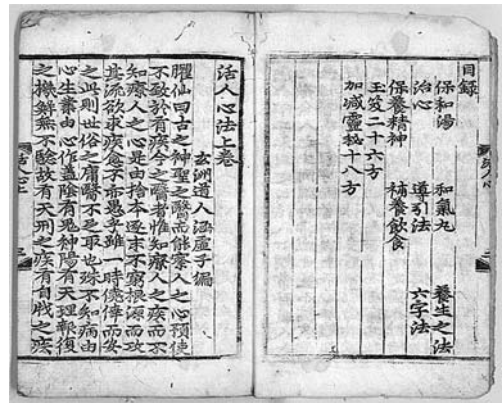 目録
保和湯 和氣丸 養生之法
治心 導引法 六字法
保養精神 補養飲食
玉笈二十六方
加减靈秘十八方
活人心法上卷
玄洲道人涵虛子編
臞仙曰古之神聖之醫而能療人之心預使
不致於有疾今之醫者惟知療人之疾而不
知療人之心是由捨本逐末不窮根源而攻
其流欲求疾愈不亦愚乎雖一時僥倖而安
之此則世俗之庸醫不足取也殊不知病由
心生業由心作盖陰有鬼神陽有天理報復
之機鮮無不驗故有天刑之疾有自戕之疾